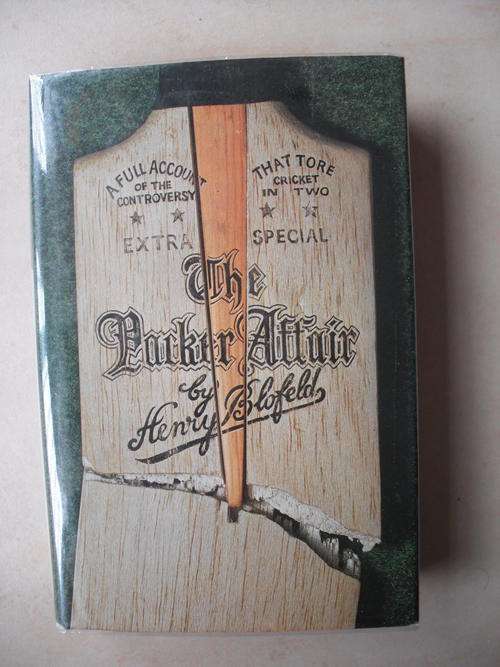 A FULL ACCOUNT
OF THE
CONTROVERSY
THAT TORE
CRICKET
IN TWO
EXTRA SPECIAL
The
Packer Affair
by
Henry Blofeld